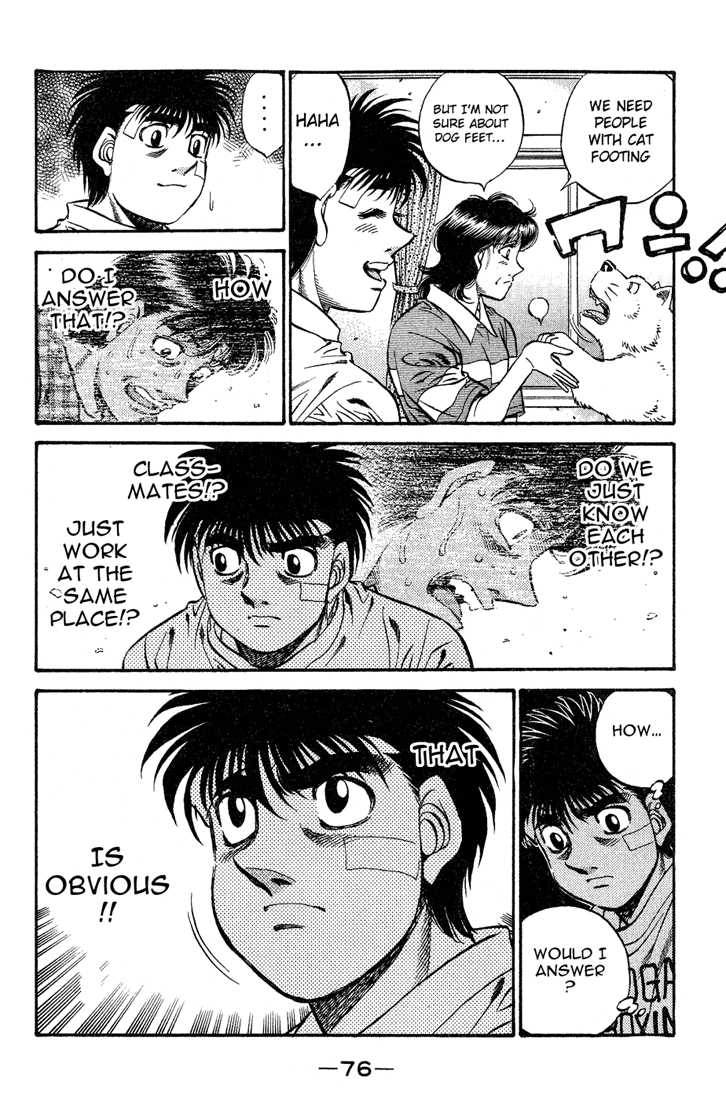 WE NEED
PEOPLE
WITH CAT
FOOTING
BUT I'M NOT
SURE ABOUT
DOG FEET...
HAHA
...
...
HOW
DO I
ANSWER
THAT!?
DO WE
JUST
KNOW
EACH
OTHER!?
CLASS-
MATES!?
JUST
WORK
AT THE
SAME
PLACE!?
HOW...
WOULD I
ANSWER
?
THAT
IS
OBVIOUS
!!
—76—